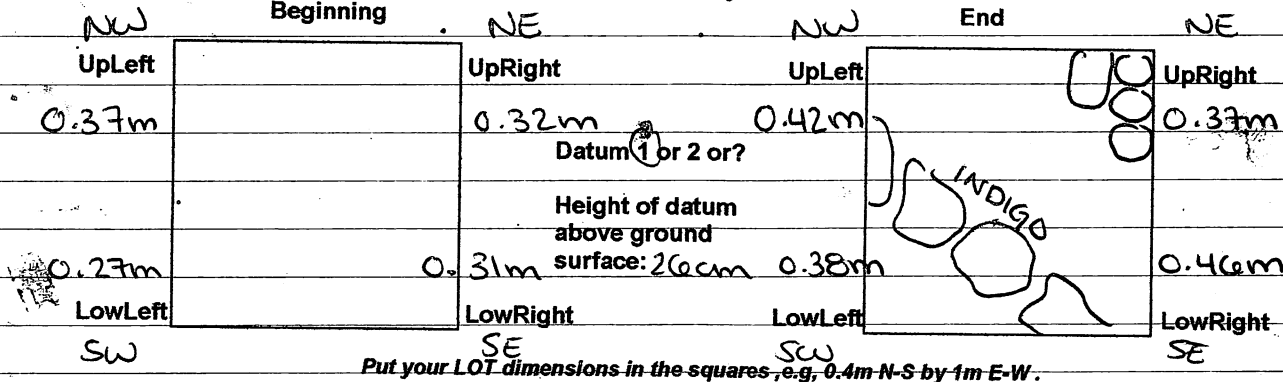 Beginning
End
NW NE NW NE
UpLeft UpRight UpLeft UpRight
0.37m 0.32m 0.42m 0.37m
Datum 1 or 2 or?
INDIGO
Height of datum
above ground
surface: 26cm
0.27m 0.31m 0.38m 0.46m
LowLeft LowRight LowLeft LowRight
SW SE SW SE
Put your LOT dimensions in the squares ,e.g, 0.4m N-S by 1m E-W .